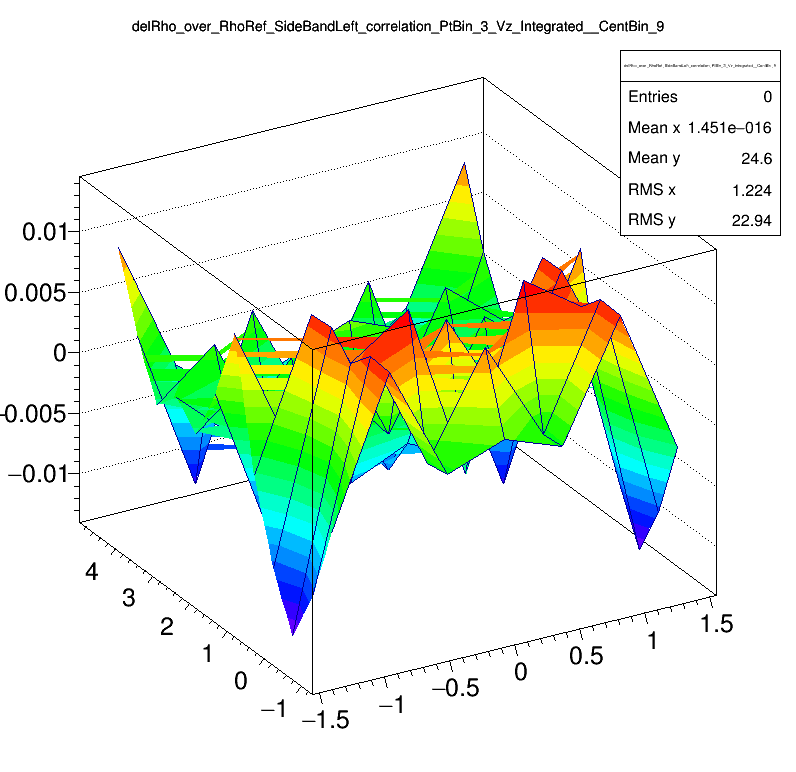 delRho_over_RhoRef_SideBandLeft_correlation_PtBin_3_Vz_Integrated__CentBin_9
delRho_over_RhoRef_SideBandLeft_correlation_PtBin_3_Vz_Integrated__CentBin_9
Entries 0
Mean x 1.451e−016
Mean y 24.6
RMS x 1.224
RMS y 22.94
0.01
0.005
0
−0.005
−0.01
4
3
2
1
0
−1
−1.5
−1
−0.5
0
0.5
1
1.5